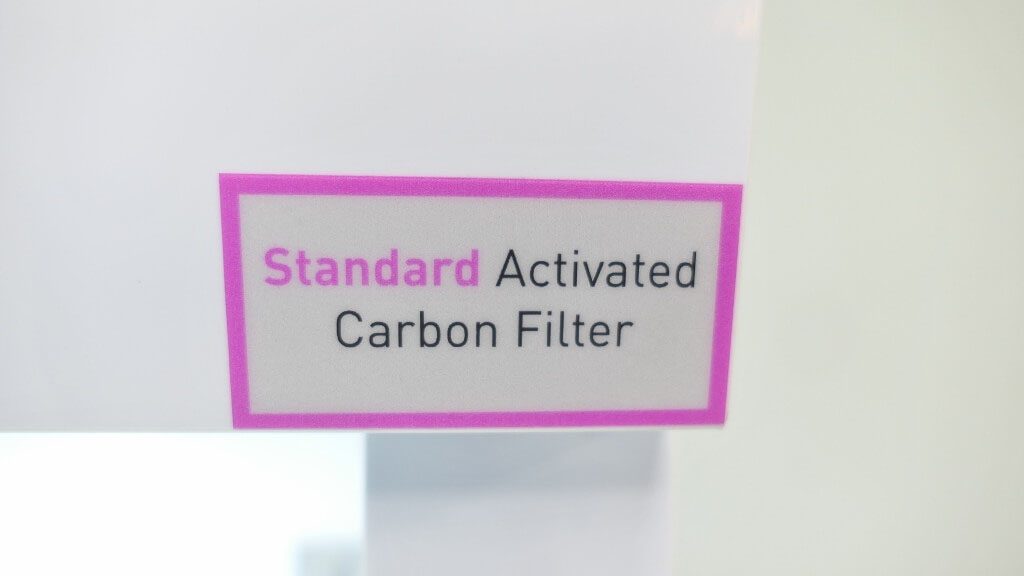 Standard Activated
Carbon Filter